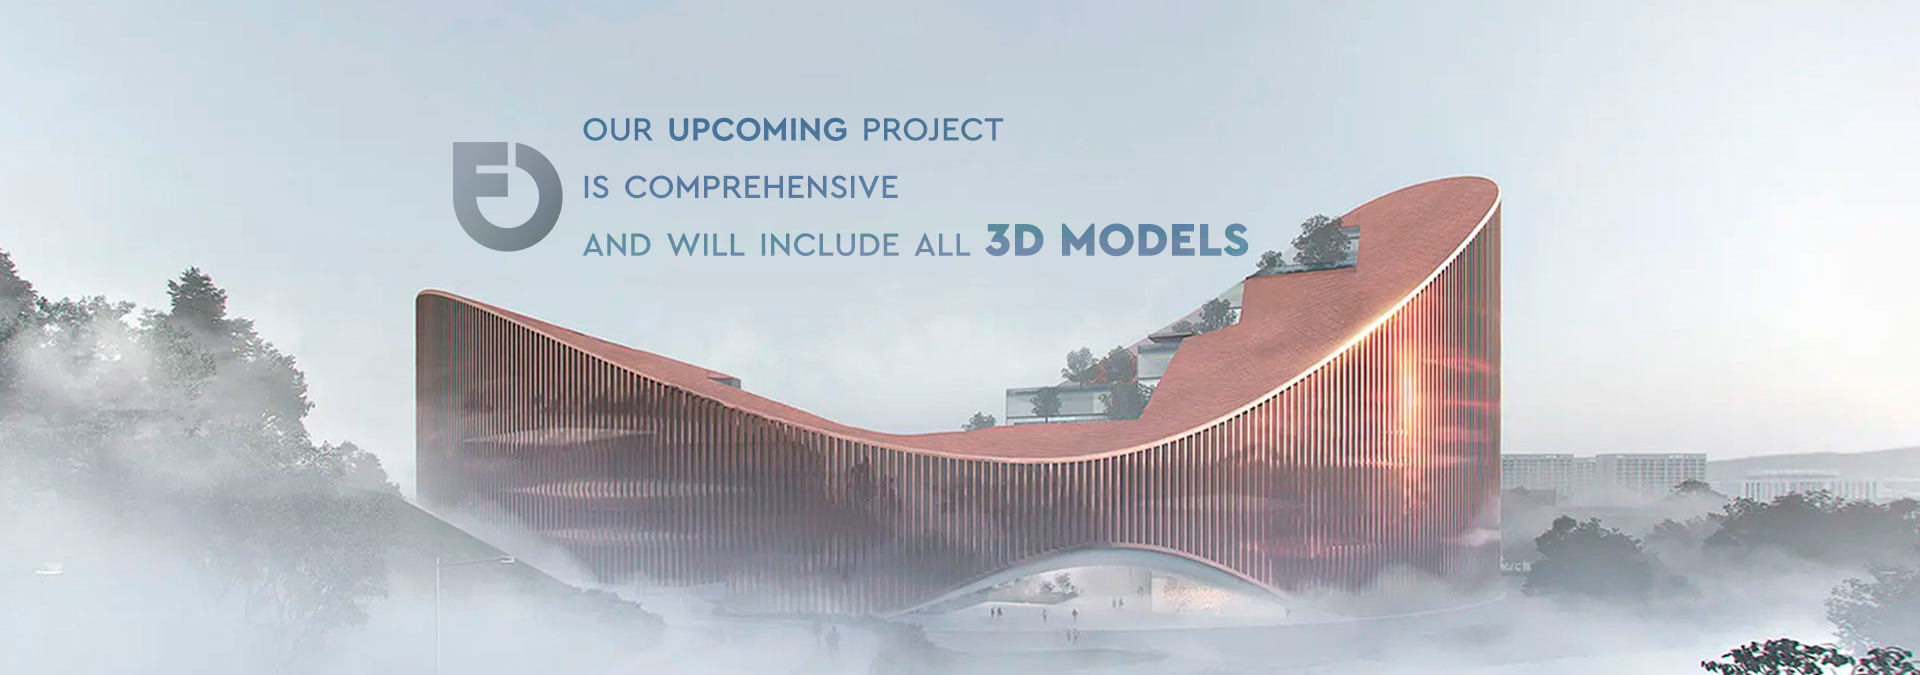 OUR UPCOMING PROJECT
IS COMPREHENSIVE
AND WILL INCLUDE ALL 3D MODELS